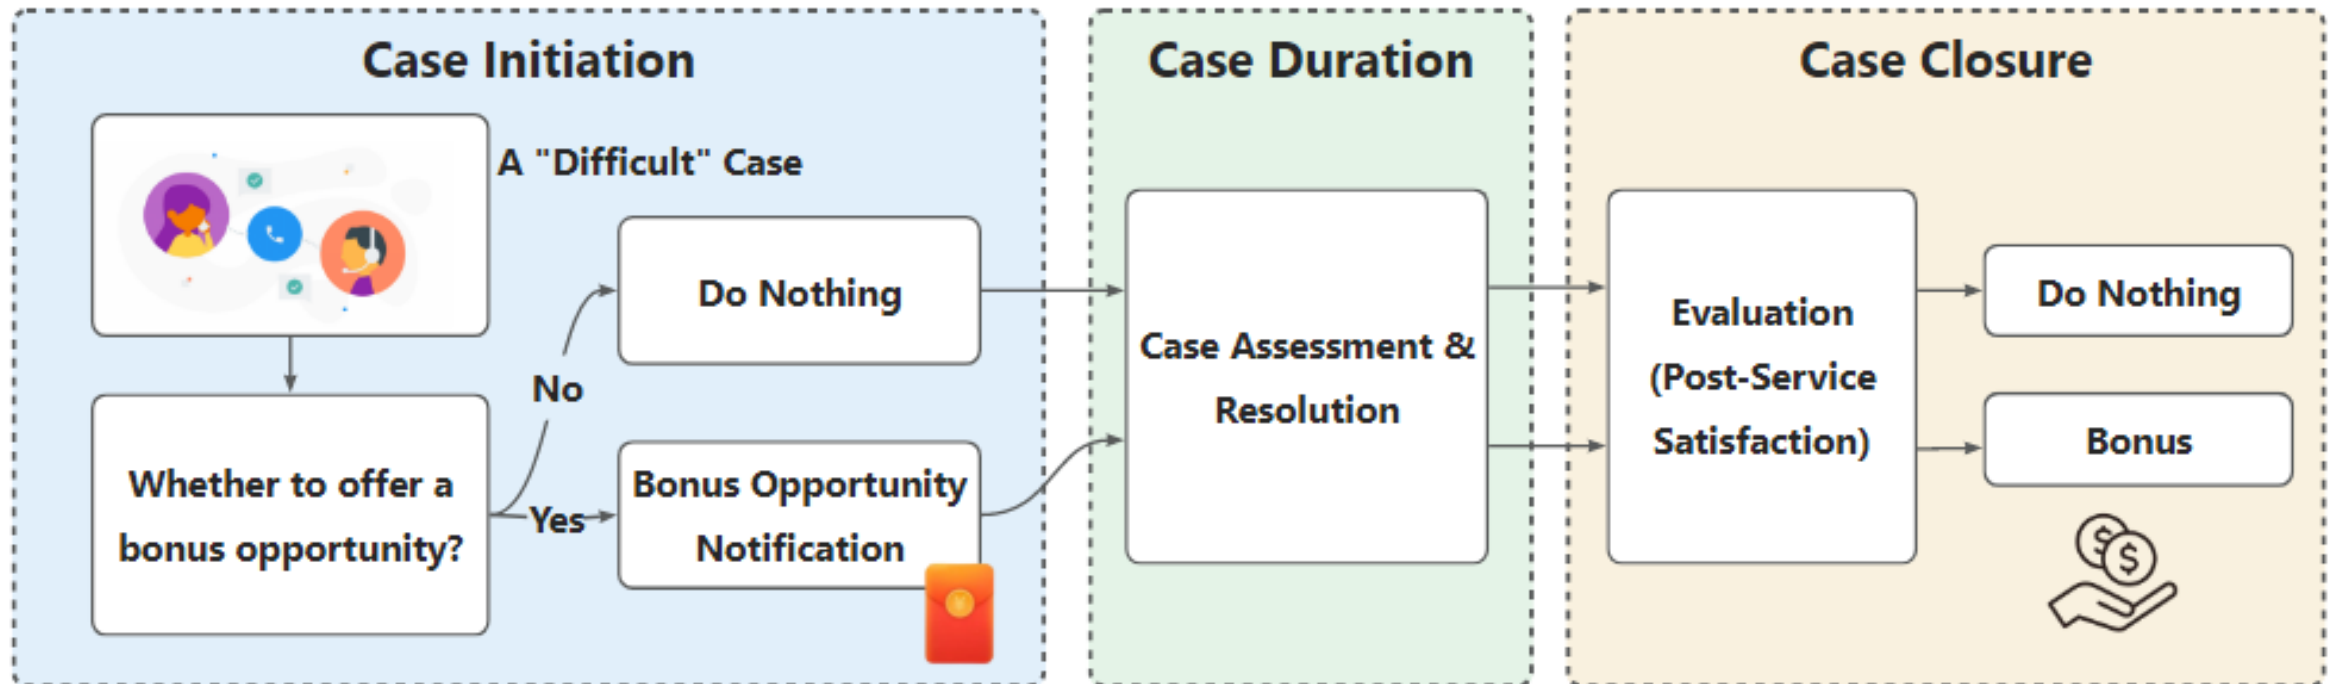 Case Initiation
A "Difficult" Case
Whether to offer a
bonus opportunity?
No
Yes
Do Nothing
Bonus Opportunity
Notification
Case Duration
Case Assessment &
Resolution
Case Closure
Evaluation
(Post-Service
Satisfaction)
Do Nothing
Bonus